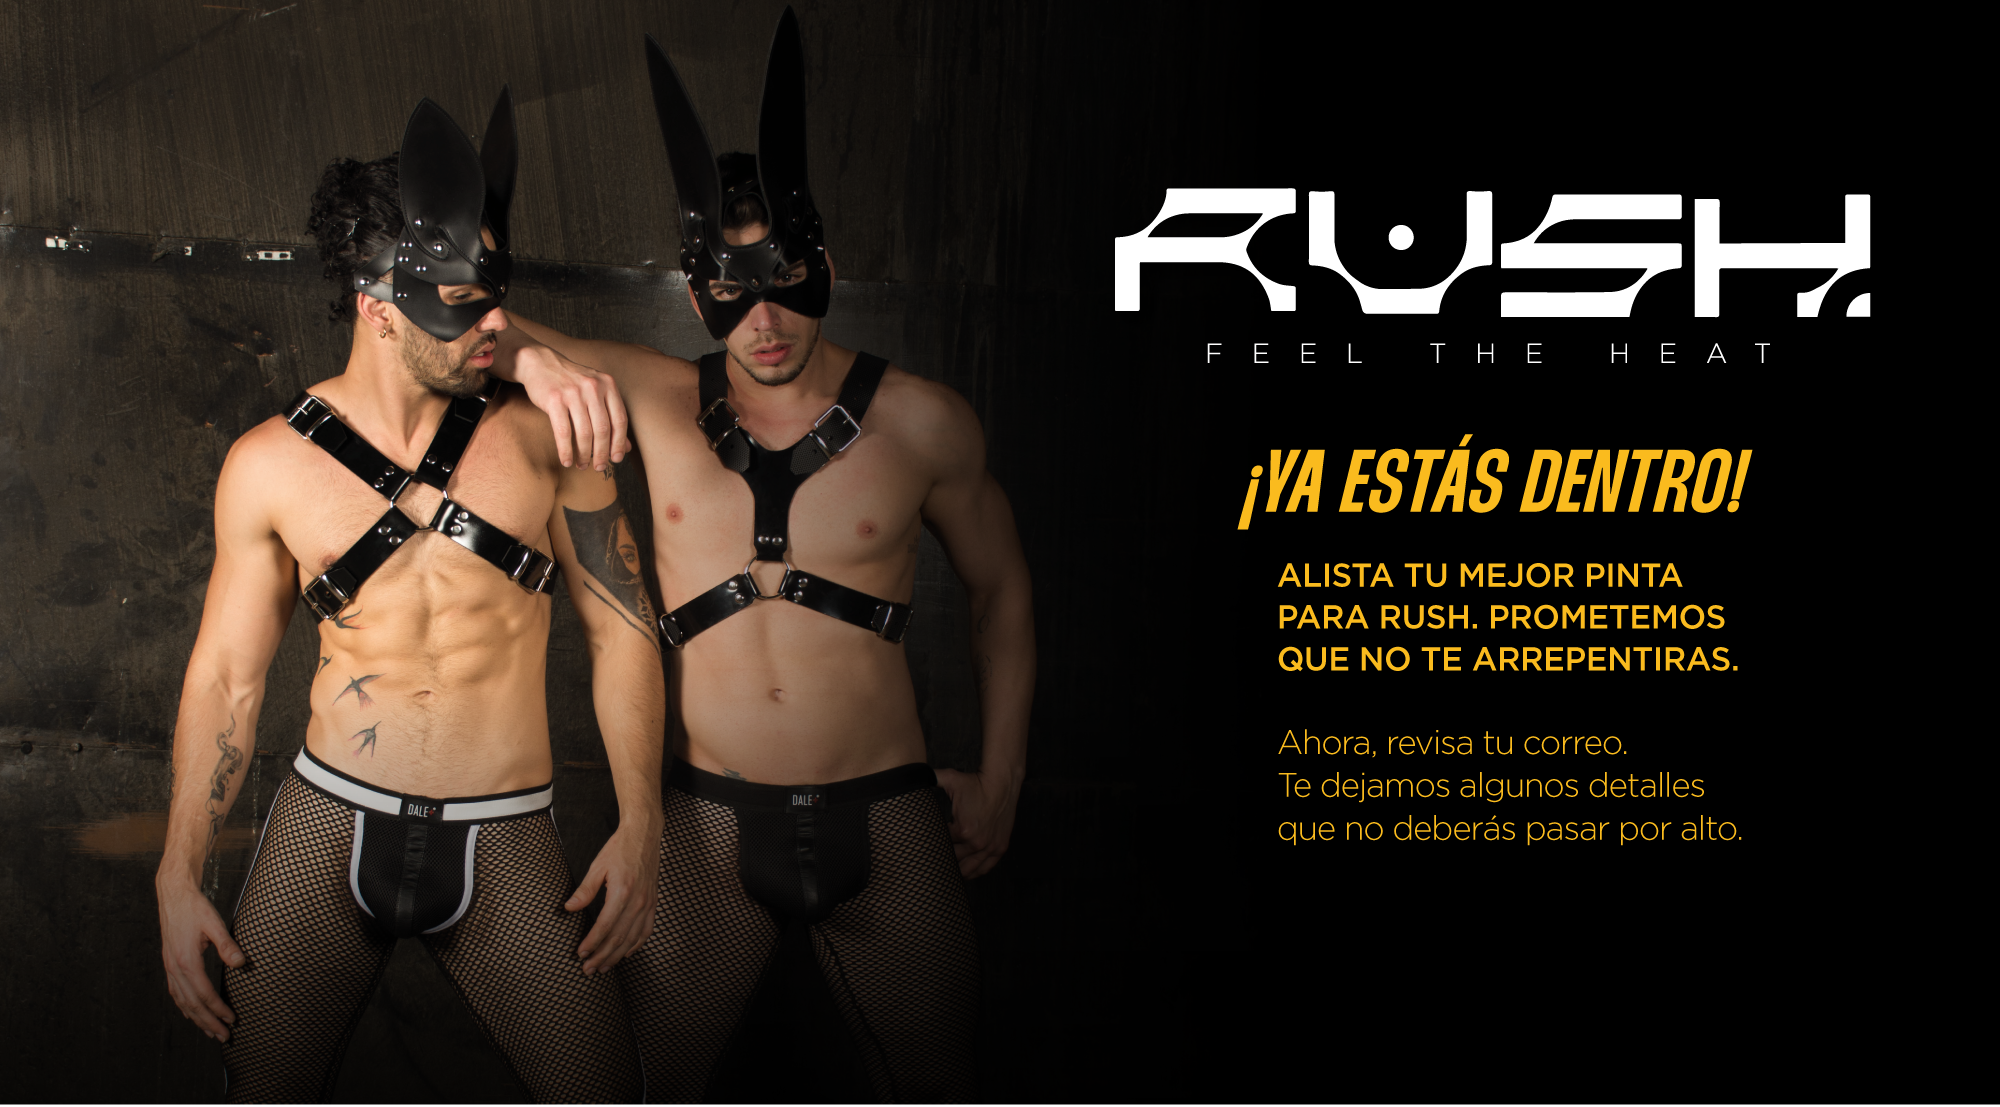 RUSH.
FEEL THE HEAT
¡YA ESTÁS DENTRO!
ALISTA TU MEJOR PINTA
PARA RUSH. PROMETEMOS
QUE NO TE ARREPENTIRAS.
Ahora, revisa tu correo.
Te dejamos algunos detalles
que no deberás pasar por alto.
DALE
DALE